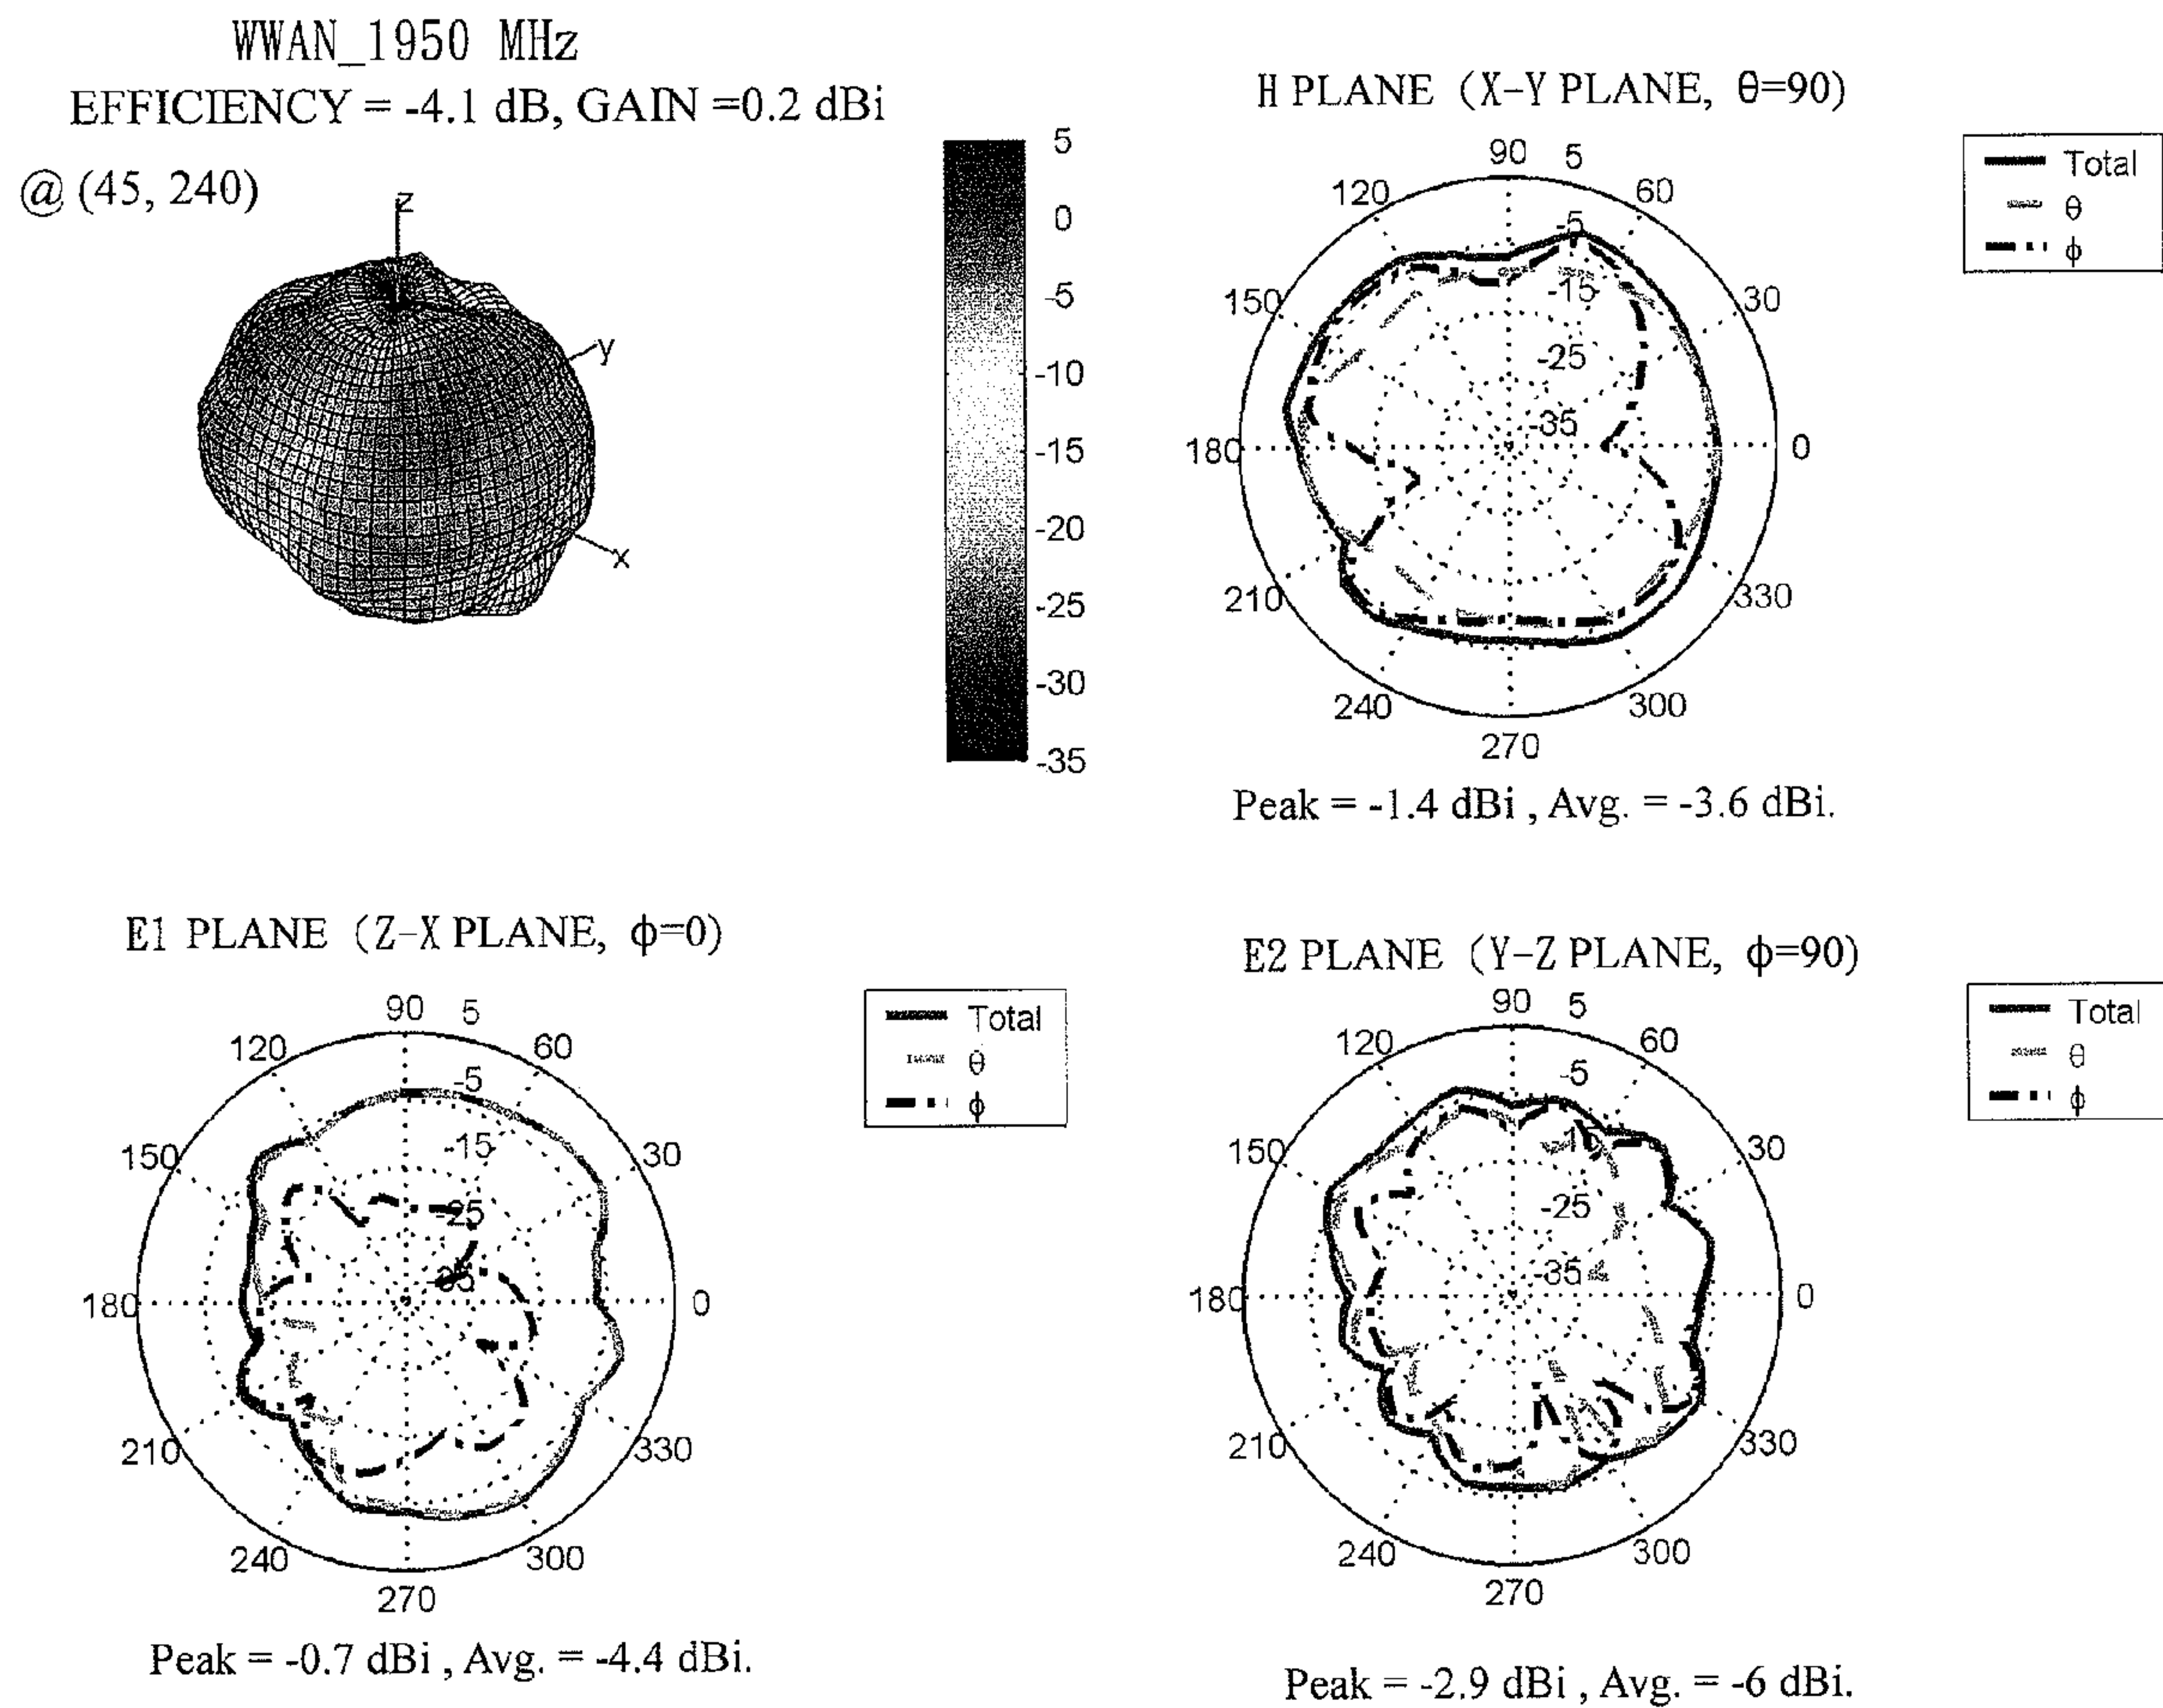 WWAN_1950 MHz
EFFICIENCY = -4.1 dB, GAIN =0.2 dBi
@ (45, 240)
z
y
x
5
0
-5
-10
-15
-20
-25
-30
-35
H PLANE (X-Y PLANE, θ=90)
Total
θ
ϕ
90
5
60
120
-5
30
150
-15
-25
-35
180
0
210
330
240
300
270
Peak = -1.4 dBi , Avg. = -3.6 dBi.
E1 PLANE (Z-X PLANE, ϕ=0)
Total
θ
ϕ
90
5
60
120
-5
30
150
-15
-25
-35
180
0
210
330
240
300
270
Peak = -0.7 dBi , Avg. = -4.4 dBi.
E2 PLANE (Y-Z PLANE, ϕ=90)
Total
θ
ϕ
90
5
60
120
-5
30
150
-25
-35
180
0
210
330
240
300
270
Peak = -2.9 dBi , Avg. = -6 dBi.